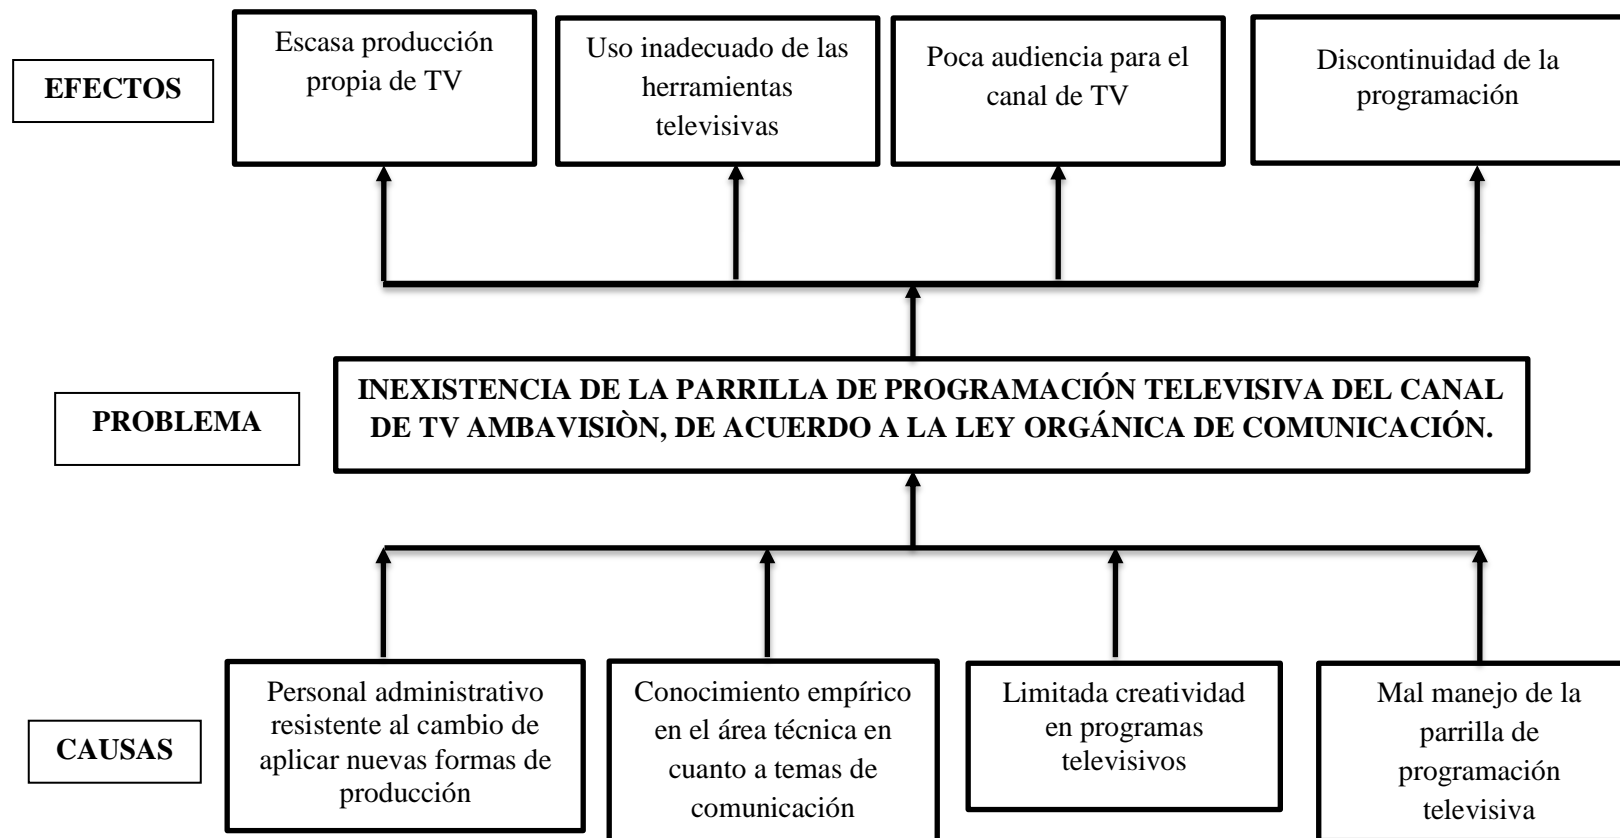 EFECTOS
Escasa producción
propia de TV
Uso inadecuado de las
herramientas
televisivas
Poca audiencia para el
canal de TV
Discontinuidad de la
programación
PROBLEMA
INEXISTENCIA DE LA PARRILLA DE PROGRAMACIÓN TELEVISIVA DEL CANAL
DE TV AMBAVISIÒN, DE ACUERDO A LA LEY ORGÁNICA DE COMUNICACIÓN.
CAUSAS
Personal administrativo
resistente al cambio de
aplicar nuevas formas de
producción
Conocimiento empírico
en el área técnica en
cuanto a temas de
comunicación
Limitada creatividad
en programas
televisivos
Mal manejo de la
parrilla de
programación
televisiva